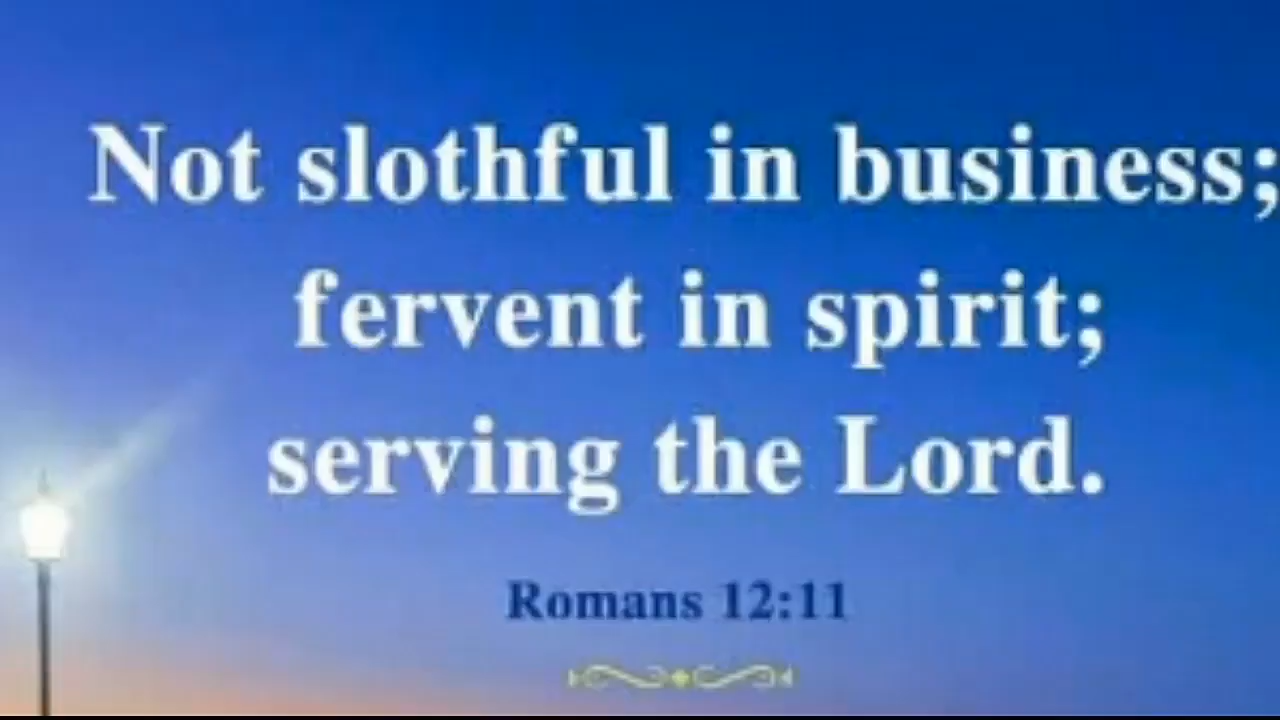 Not slothful in business;
fervent in spirit;
serving the Lord.
Romans 12:11